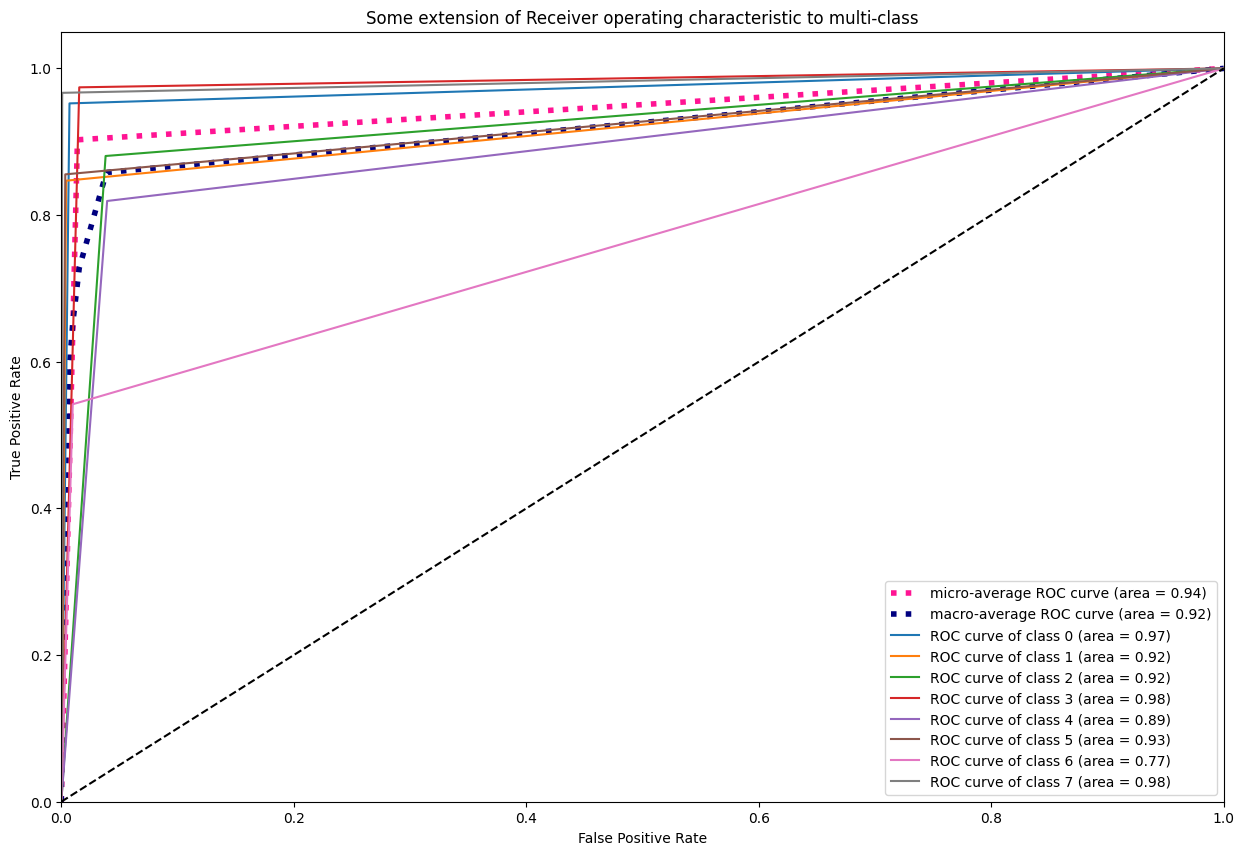 Some extension of Receiver operating characteristic to multi-class
1.0
0.8
0.6
0.4
0.2
0.0
True Positive Rate
micro-average ROC curve (area = 0.94)
macro-average ROC curve (area = 0.92)
ROC curve of class 0 (area = 0.97)
ROC curve of class 1 (area = 0.92)
ROC curve of class 2 (area = 0.92)
ROC curve of class 3 (area = 0.98)
ROC curve of class 4 (area = 0.89)
ROC curve of class 5 (area = 0.93)
ROC curve of class 6 (area = 0.77)
ROC curve of class 7 (area = 0.98)
0.0 0.2 0.4 0.6 0.8 1.0
False Positive Rate